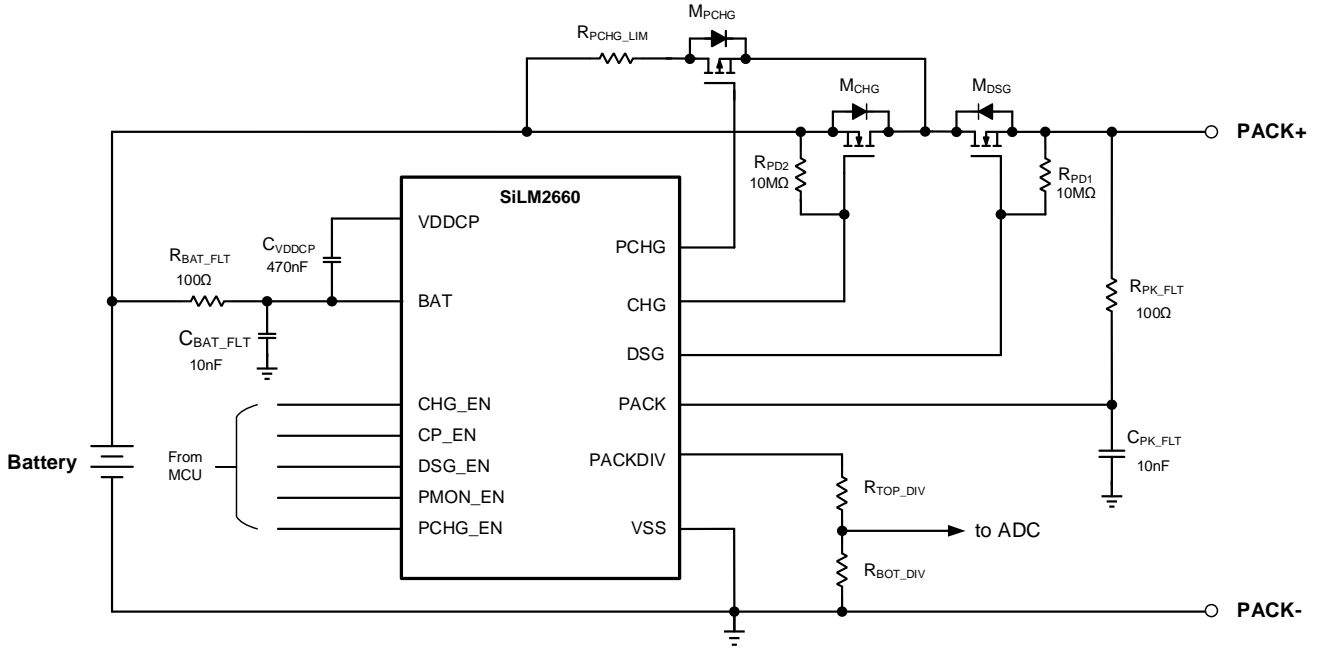 MPCHG
RPCHG_LIM
MCHG
MDSG
PACK+
RPD2
10MΩ
RPD1
10MΩ
SiLM2660
VDDCP
CVDDCP
470nF
PCHG
RBAT_FLT
100Ω
BAT
CHG
RPK_FLT
100Ω
CBAT_FLT
10nF
DSG
CHG_EN
PACK
CP_EN
CPK_FLT
10nF
Battery
From
MCU
DSG_EN
PACKDIV
PMON_EN
RTOP_DIV
PCHG_EN
VSS
to ADC
RBOT_DIV
PACK-